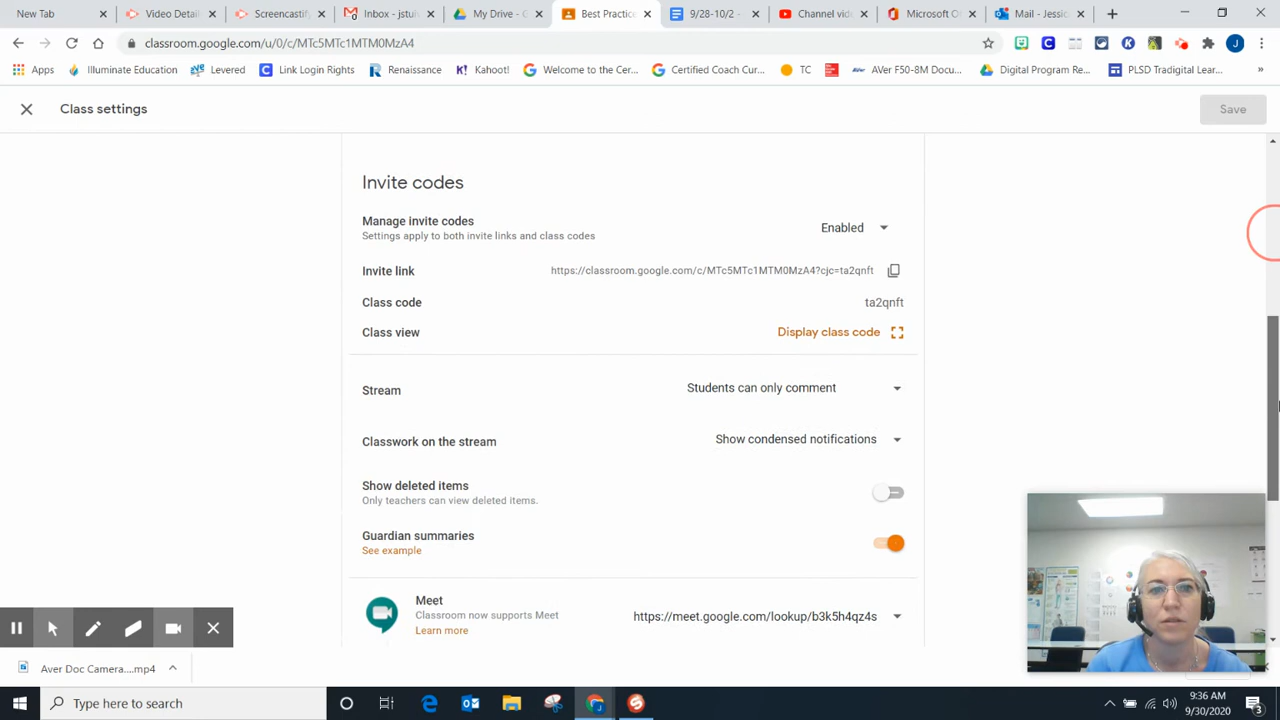 New Tab
Video Detail
Screencastify
Inbox - jstuf
My Drive - G
Best Practice
9/28-10/2 -
Channel vid
Microsoft O
Mail - Jessic
classroom.google.com/u/0/c/MTc5MTc1MTM0MzA4
J
Apps
Illuminate Education
Levered
Link Login Rights
Renaissance
Kahoot!
Welcome to the Cer...
Certified Coach Cur...
TC
AVer F50-8M Docu...
Digital Program Re...
PLSD Tradigital Lear...
»
Class settings
Save
Invite codes
Manage invite codes
Settings apply to both invite links and class codes
Enabled
Invite link
https://classroom.google.com/c/MTc5MTc1MTM0MzA4?cjc=ta2qnft
Class code
ta2qnft
Class view
Display class code
Stream
Students can only comment
Classwork on the stream
Show condensed notifications
Show deleted items
Only teachers can view deleted items.
Guardian summaries
See example
Meet
Classroom now supports Meet
Learn more
https://meet.google.com/lookup/b3k5h4qz4s
Aver Doc Camera....mp4
Type here to search
9:36 AM
9/30/2020
3